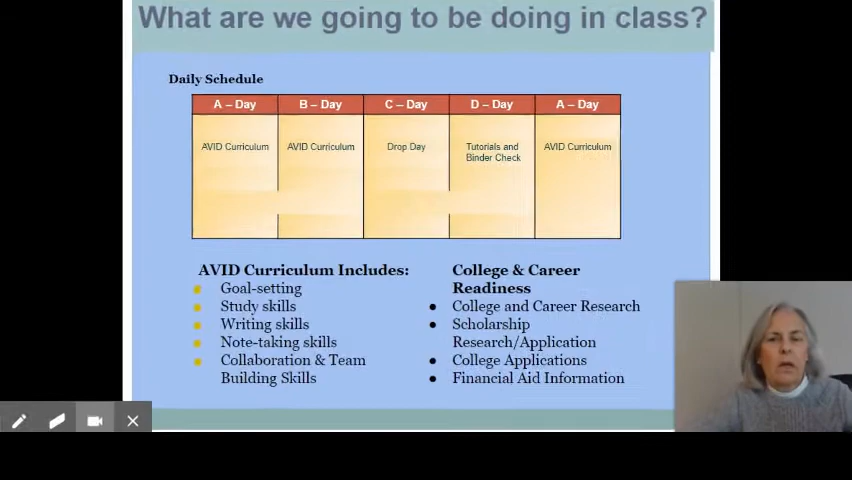 What are we going to be doing in class?
Daily Schedule
A – Day B – Day C – Day D – Day A – Day
AVID Curriculum AVID Curriculum Drop Day Tutorials and Binder Check AVID Curriculum
AVID Curriculum Includes:
Goal-setting
Study skills
Writing skills
Note-taking skills
Collaboration & Team
Building Skills
College & Career
Readiness
College and Career Research
Scholarship
Research/Application
College Applications
Financial Aid Information